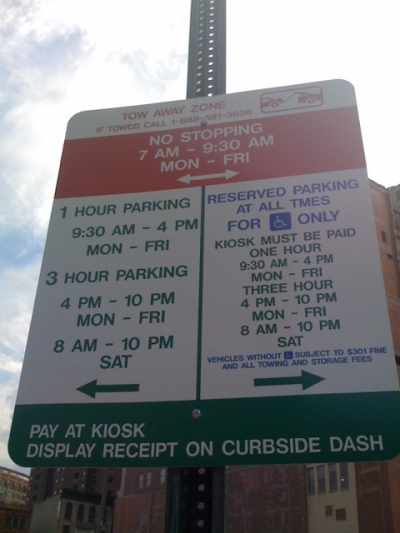 TOW AWAY ZONE
IF TOWED CALL 1-888-591-3636
NO STOPPING
7 AM - 9:30 AM
MON - FRI
1 HOUR PARKING
9:30 AM - 4 PM
MON - FRI
3 HOUR PARKING
4 PM - 10 PM
MON - FRI
8 AM - 10 PM
SAT
RESERVED PARKING
AT ALL TMES
FOR ONLY
KIOSK MUST BE PAID
ONE HOUR
9:30 AM - 4 PM
MON - FRI
THREE HOUR
4 PM - 10 PM
MON - FRI
8 AM - 10 PM
SAT
VEHICLES WITHOUT SUBJECT TO $301 FINE
AND ALL TOWING AND STORAGE FEES
PAY AT KIOSK
DISPLAY RECEIPT ON CURBSIDE DASH